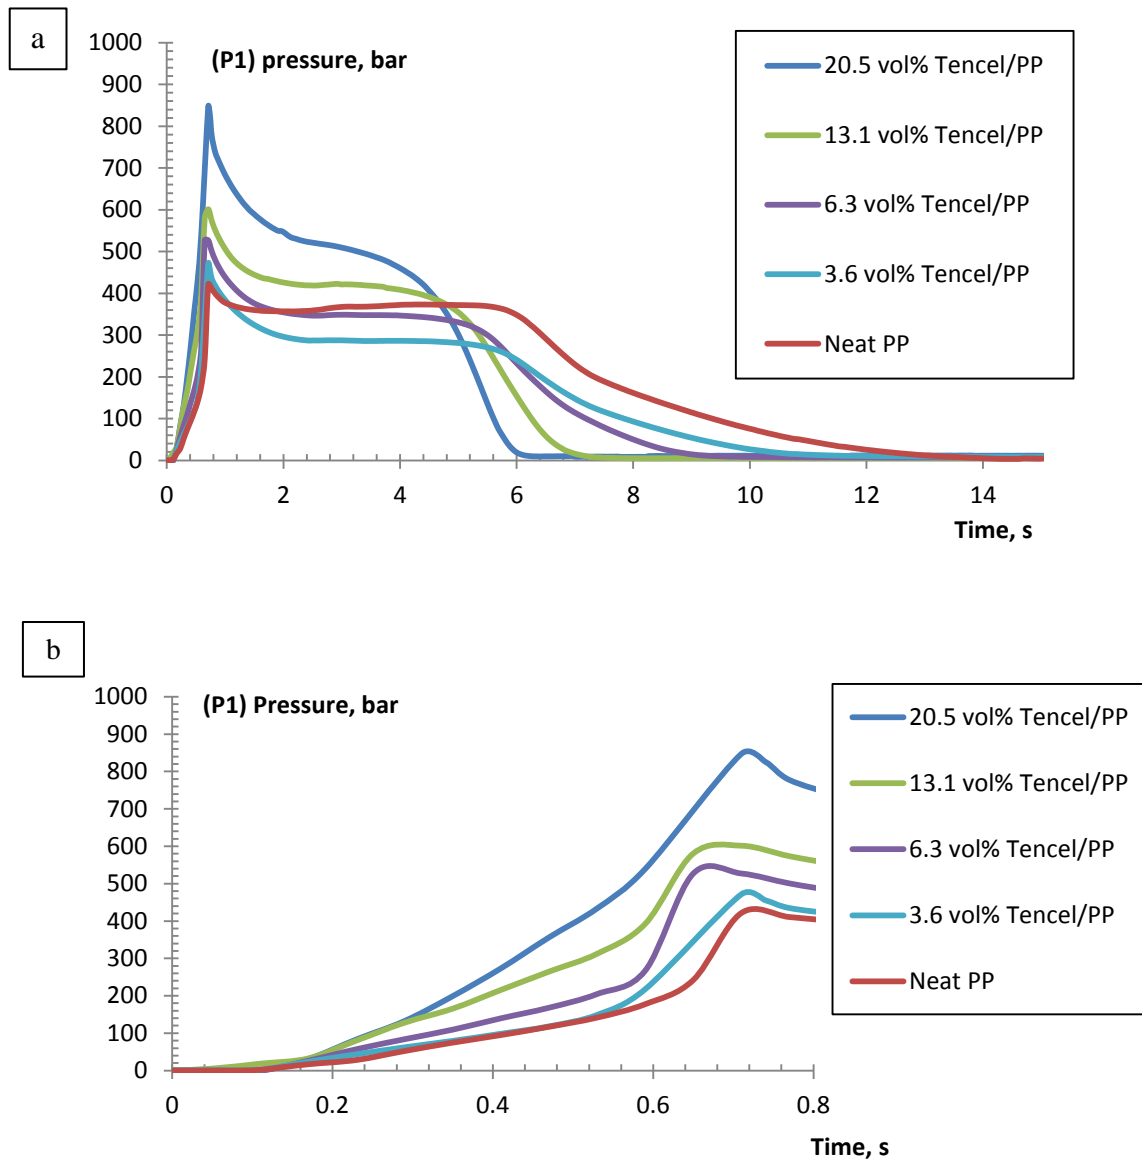 a
(P1) pressure, bar
1000
900
800
700
600
500
400
300
200
100
0
0 2 4 6 8 10 12 14
Time, s
20.5 vol% Tencel/PP
13.1 vol% Tencel/PP
6.3 vol% Tencel/PP
3.6 vol% Tencel/PP
Neat PP
b
(P1) Pressure, bar
1000
900
800
700
600
500
400
300
200
100
0
0 0.2 0.4 0.6 0.8
Time, s
20.5 vol% Tencel/PP
13.1 vol% Tencel/PP
6.3 vol% Tencel/PP
3.6 vol% Tencel/PP
Neat PP